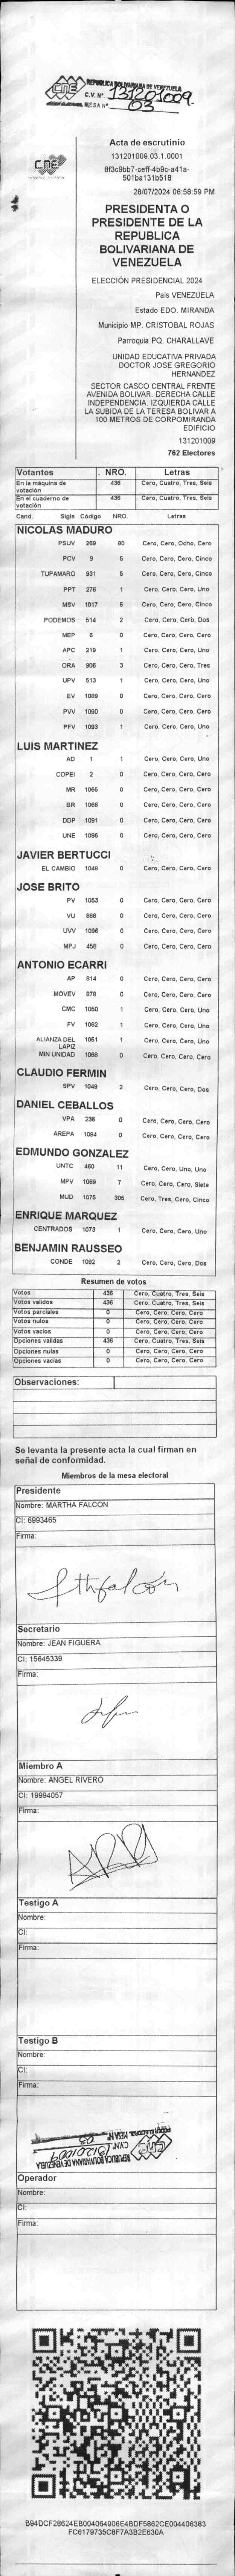 CNE
REPUBLICA BOLIVARIANA DE VENEZUELA
C.V. Nº 131201009
MESA Nº 03
CNE
Acta de escrutinio
131201009.03.1.0001
8f3c9bb7-ceff-4b9c-a41a-
501ba131b518
28/07/2024 06:56:59 PM
PRESIDENTA O
PRESIDENTE DE LA
REPUBLICA
BOLIVARIANA DE
VENEZUELA
ELECCIÓN PRESIDENCIAL 2024
País VENEZUELA
Estado EDO. MIRANDA
Municipio MP. CRISTOBAL ROJAS
Parroquia PQ. CHARALLAVE
UNIDAD EDUCATIVA PRIVADA
DOCTOR JOSE GREGORIO
HERNANDEZ
SECTOR CASCO CENTRAL FRENTE
AVENIDA BOLIVAR. DERECHA CALLE
INDEPENDENCIA. IZQUIERDA CALLE
LA SUBIDA DE LA TERESA BOLIVAR A
100 METROS DE CORPOMIRANDA
EDIFICIO
131201009
762 Electores
Votantes NRO. Letras
En la máquina de votación 436 Cero, Cuatro, Tres, Seis
En el cuaderno de votación 436 Cero, Cuatro, Tres, Seis
Cand. Sigla Código NRO. Letras
NICOLAS MADURO
PSUV 269 80 Cero, Cero, Ocho, Cero
PCV 9 5 Cero, Cero, Cero, Cinco
TUPAMARO 931 5 Cero, Cero, Cero, Cinco
PPT 276 1 Cero, Cero, Cero, Uno
MSV 1017 5 Cero, Cero, Cero, Cinco
PODEMOS 514 2 Cero, Cero, Cero, Dos
MEP 6 0 Cero, Cero, Cero, Cero
APC 219 1 Cero, Cero, Cero, Uno
ORA 906 3 Cero, Cero, Cero, Tres
UPV 513 1 Cero, Cero, Cero, Uno
EV 1089 0 Cero, Cero, Cero, Cero
PVV 1090 0 Cero, Cero, Cero, Cero
PFV 1093 1 Cero, Cero, Cero, Uno
LUIS MARTINEZ
AD 1 1 Cero, Cero, Cero, Uno
COPEI 2 0 Cero, Cero, Cero, Cero
MR 1065 0 Cero, Cero, Cero, Cero
BR 1066 0 Cero, Cero, Cero, Cero
DDP 1091 0 Cero, Cero, Cero, Cero
UNE 1095 0 Cero, Cero, Cero, Cero
JAVIER BERTUCCI
EL CAMBIO 1048 0 Cero, Cero, Cero, Cero
JOSE BRITO
PV 1053 0 Cero, Cero, Cero, Cero
VU 868 0 Cero, Cero, Cero, Cero
UVV 1096 0 Cero, Cero, Cero, Cero
MPJ 458 0 Cero, Cero, Cero, Cero
ANTONIO ECARRI
AP 814 0 Cero, Cero, Cero, Cero
MOVEV 878 0 Cero, Cero, Cero, Cero
CMC 1050 1 Cero, Cero, Cero, Uno
FV 1062 1 Cero, Cero, Cero, Uno
ALIANZA DEL LAPIZ 1051 1 Cero, Cero, Cero, Uno
MIN UNIDAD 1068 0 Cero, Cero, Cero, Cero
CLAUDIO FERMIN
SPV 1049 2 Cero, Cero, Cero, Dos
DANIEL CEBALLOS
VPA 236 0 Cero, Cero, Cero, Cero
AREPA 1094 0 Cero, Cero, Cero, Cero
EDMUNDO GONZALEZ
UNTC 460 11 Cero, Cero, Uno, Uno
MPV 1069 7 Cero, Cero, Cero, Siete
MUD 1075 305 Cero, Tres, Cero, Cinco
ENRIQUE MARQUEZ
CENTRADOS 1073 1 Cero, Cero, Cero, Uno
BENJAMIN RAUSSEO
CONDE 1092 2 Cero, Cero, Cero, Dos
Resumen de votos
Votos 436 Cero, Cuatro, Tres, Seis
Votos validos 436 Cero, Cuatro, Tres, Seis
Votos parciales 0 Cero, Cero, Cero, Cero
Votos nulos 0 Cero, Cero, Cero, Cero
Votos vacios 0 Cero, Cero, Cero, Cero
Opciones validas 436 Cero, Cuatro, Tres, Seis
Opciones nulas 0 Cero, Cero, Cero, Cero
Opciones vacias 0 Cero, Cero, Cero, Cero
Observaciones:
Se levanta la presente acta la cual firman en
señal de conformidad.
Miembros de la mesa electoral
Presidente
Nombre: MARTHA FALCON
CI: 6993465
Firma:
Secretario
Nombre: JEAN FIGUERA
CI: 15645339
Firma:
Miembro A
Nombre: ANGEL RIVERO
CI: 19994057
Firma:
Testigo A
Nombre:
CI:
Firma:
Testigo B
Nombre:
CI:
Firma:
REPUBLICA BOLIVARIANA DE VENEZUELA
C.V. Nº 131201009
MESA Nº 03
CNE
Operador
Nombre:
CI:
Firma:
B94DCF28624EB004064906E4BDF5862CE004406383
FC6179735C8F7A3B2E630A